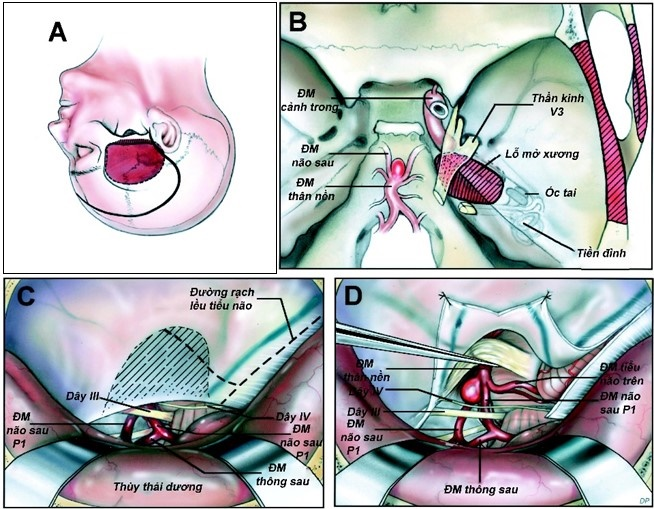 A
B
ĐM
cảnh trong
Thần kinh
V3
ĐM
não sau
Lỗ mở xương
ĐM
thân nền
Ốc tai
Tiền đình
C
Đường rạch
lều tiểu não
Dây III
ĐM
não sau
P1
Dây IV
ĐM
não sau
P1
ĐM
thông sau
Thùy thái dương
D
ĐM
thân nền
ĐM tiểu
não trên
Dây IV
ĐM não
sau P1
Dây III
ĐM
não sau
P1
ĐM thông sau
DP